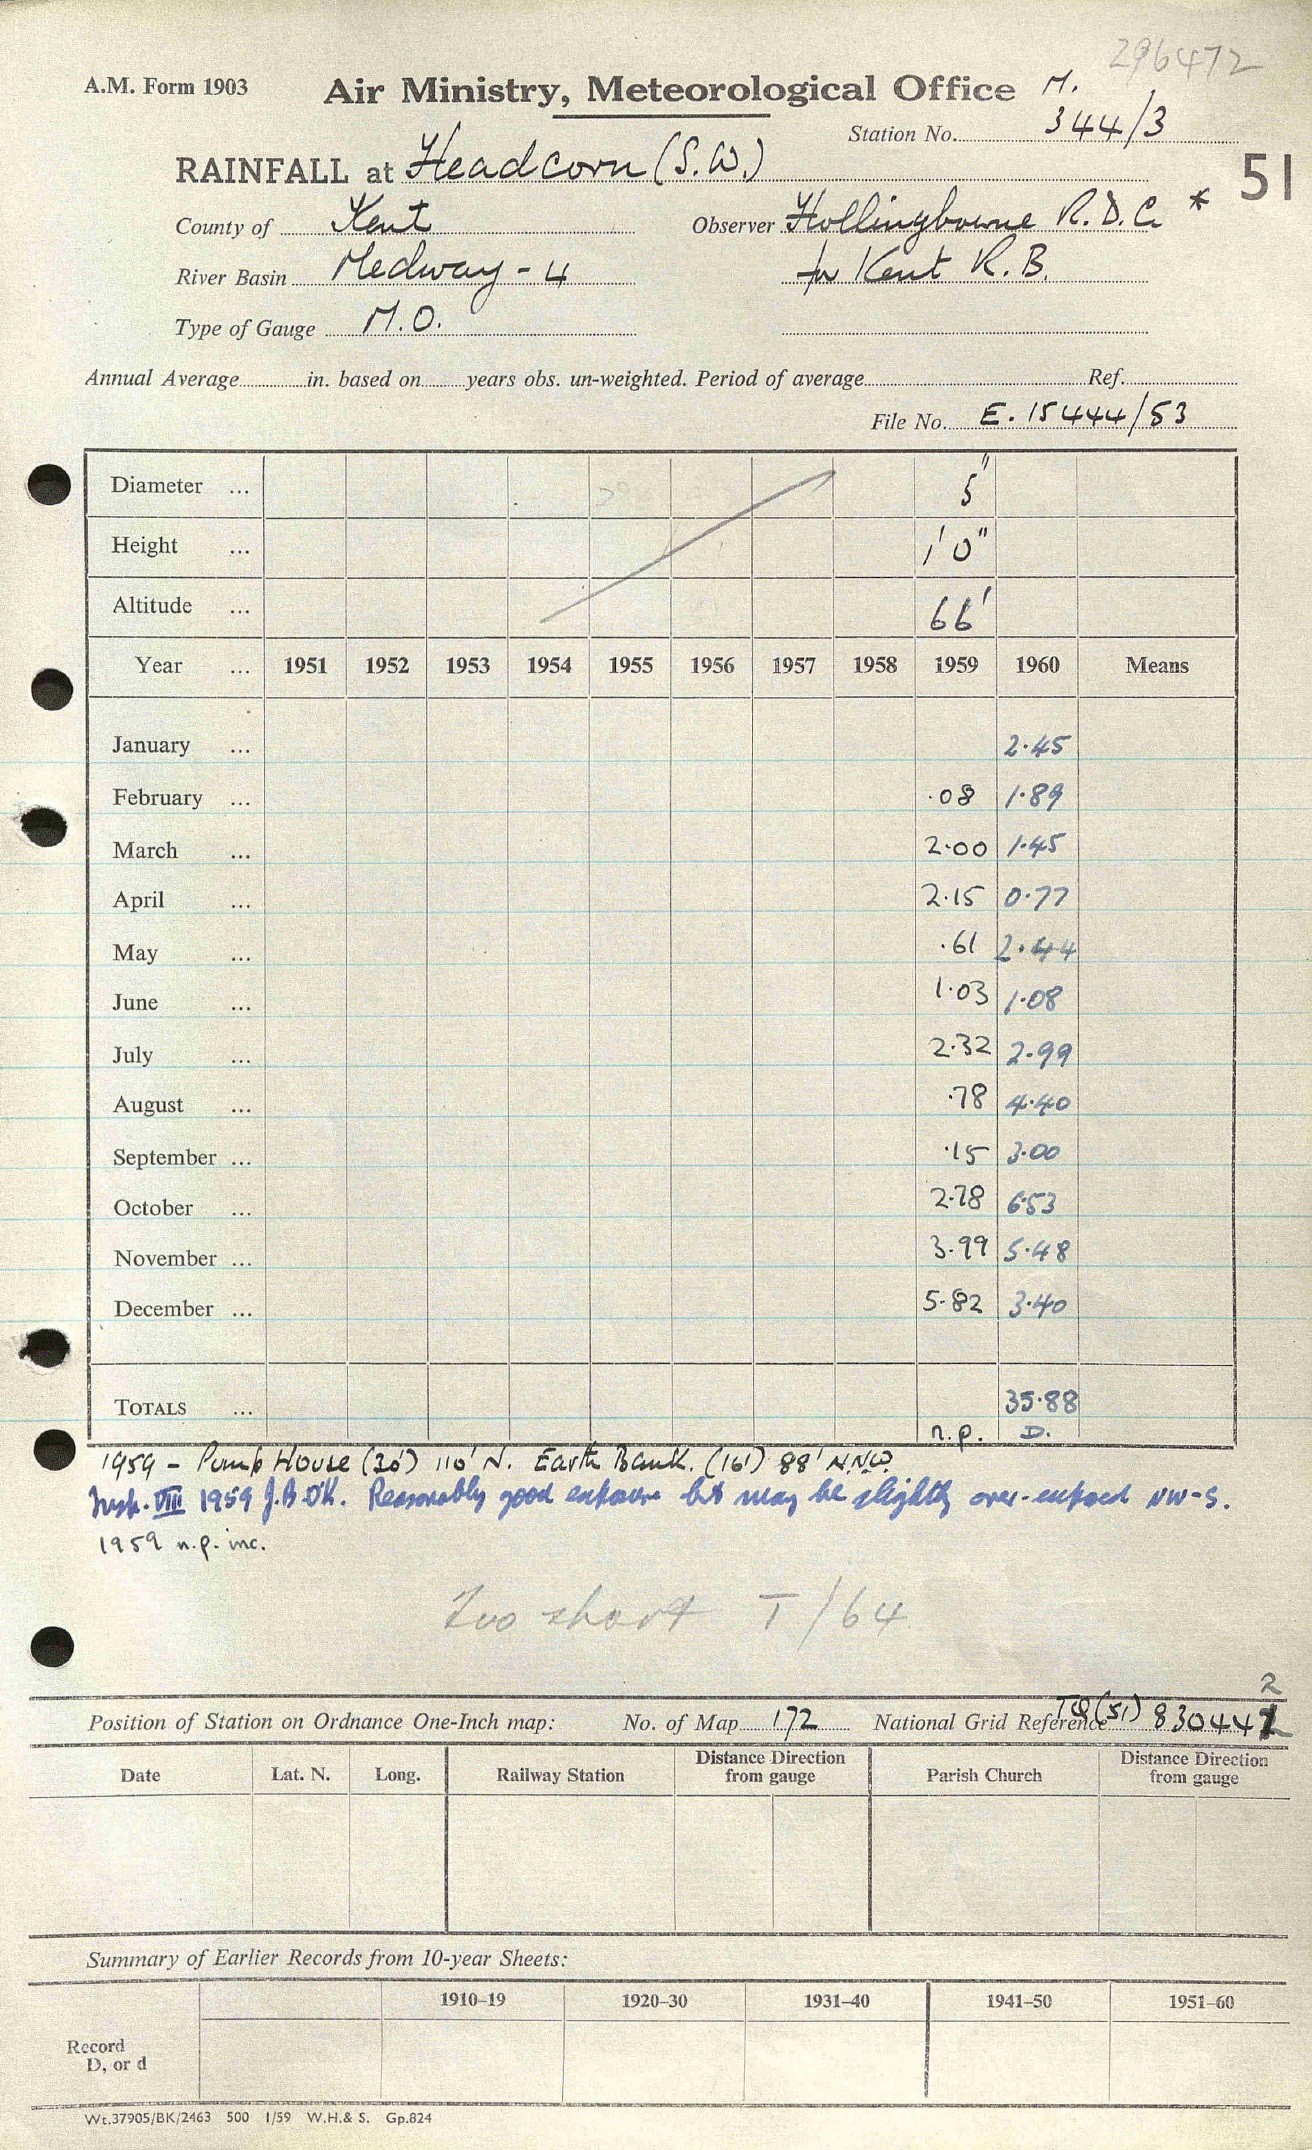 296472
A.M. Form 1903 Air Ministry, Meteorological Office M.
Station No. 344/3
RAINFALL at Headcorn (S.W.) 51
County of Kent Observer Hollingbourne R.D.C. *
River Basin Medway - 4 for Kent R.B.
Type of Gauge M.O.
Annual Average in. based on years obs. un-weighted. Period of average Ref.
File No. E. 15444/53
Diameter ... 5"
Height ... 1'0"
Altitude ... 66'
Year ... 1951 1952 1953 1954 1955 1956 1957 1958 1959 1960 Means
January ... 2.45
February ... .08 1.89
March ... 2.00 1.45
April ... 2.15 0.77
May ... .61 2.44
June ... 1.03 1.08
July ... 2.32 2.99
August ... .78 4.40
September ... .15 3.00
October ... 2.78 6.53
November ... 3.99 5.48
December ... 5.82 3.40
TOTALS ... 35.88
n.p. D.
1959 - Pump House (30') 110' N. Earth Bank. (16') 88' N.N.W.
Insp. VIII 1959 J.B.O'K. Reasonably good exposure but may be slightly over-exposed NW-S.
1959 n.p. inc.
Too short T/64
2
Position of Station on Ordnance One-Inch map: No. of Map 172 National Grid Reference TQ(51) 830441
Date Lat. N. Long. Railway Station Distance Direction from gauge Parish Church Distance Direction from gauge
Summary of Earlier Records from 10-year Sheets:
1910–19 1920–30 1931–40 1941–50 1951–60
Record
D, or d
Wt.37905/BK/2463 500 1/59 W.H.& S. Gp.824